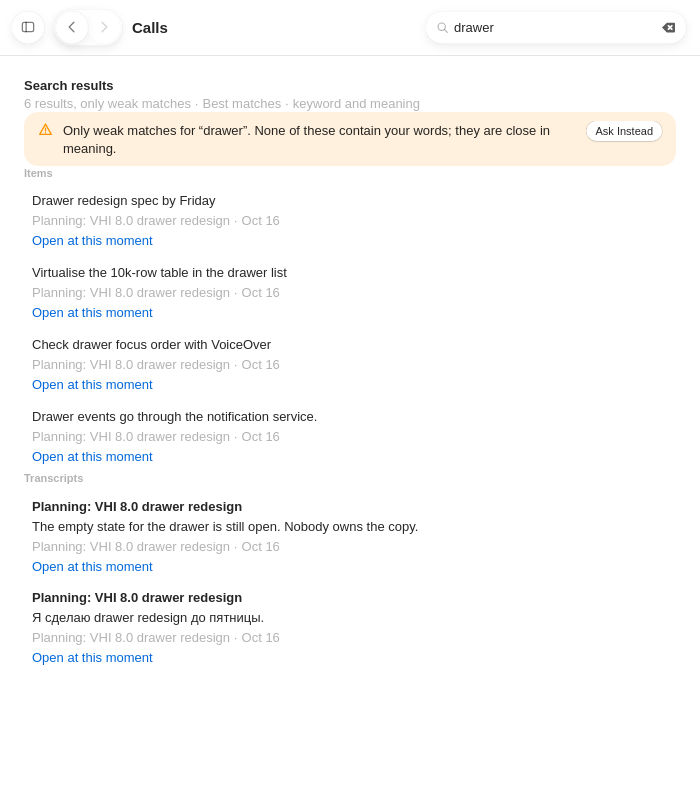 Calls
drawer
Search results
6 results, only weak matches · Best matches · keyword and meaning
Only weak matches for “drawer”. None of these contain your words; they are close in
meaning.
Ask Instead
Items
Drawer redesign spec by Friday
Planning: VHI 8.0 drawer redesign · Oct 16
Open at this moment
Virtualise the 10k-row table in the drawer list
Planning: VHI 8.0 drawer redesign · Oct 16
Open at this moment
Check drawer focus order with VoiceOver
Planning: VHI 8.0 drawer redesign · Oct 16
Open at this moment
Drawer events go through the notification service.
Planning: VHI 8.0 drawer redesign · Oct 16
Open at this moment
Transcripts
Planning: VHI 8.0 drawer redesign
The empty state for the drawer is still open. Nobody owns the copy.
Planning: VHI 8.0 drawer redesign · Oct 16
Open at this moment
Planning: VHI 8.0 drawer redesign
Я сделаю drawer redesign до пятницы.
Planning: VHI 8.0 drawer redesign · Oct 16
Open at this moment